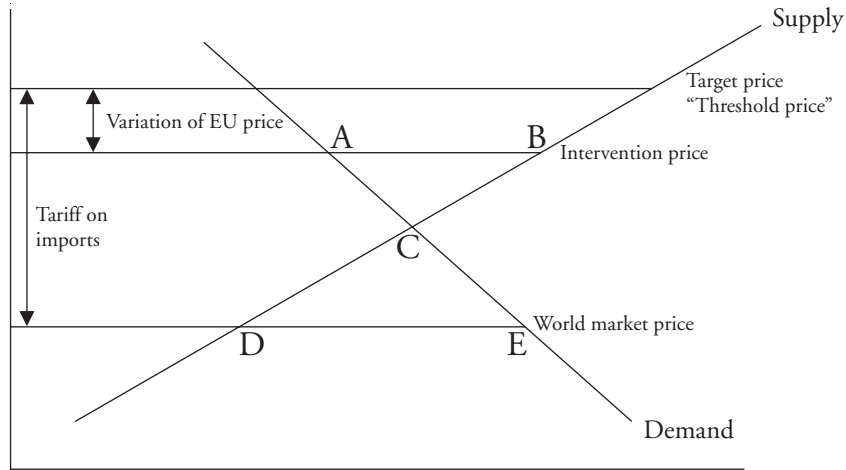 Supply
Target price
“Threshold price”
Variation of EU price
A
B
Intervention price
Tariff on
imports
C
World market price
D
E
Demand